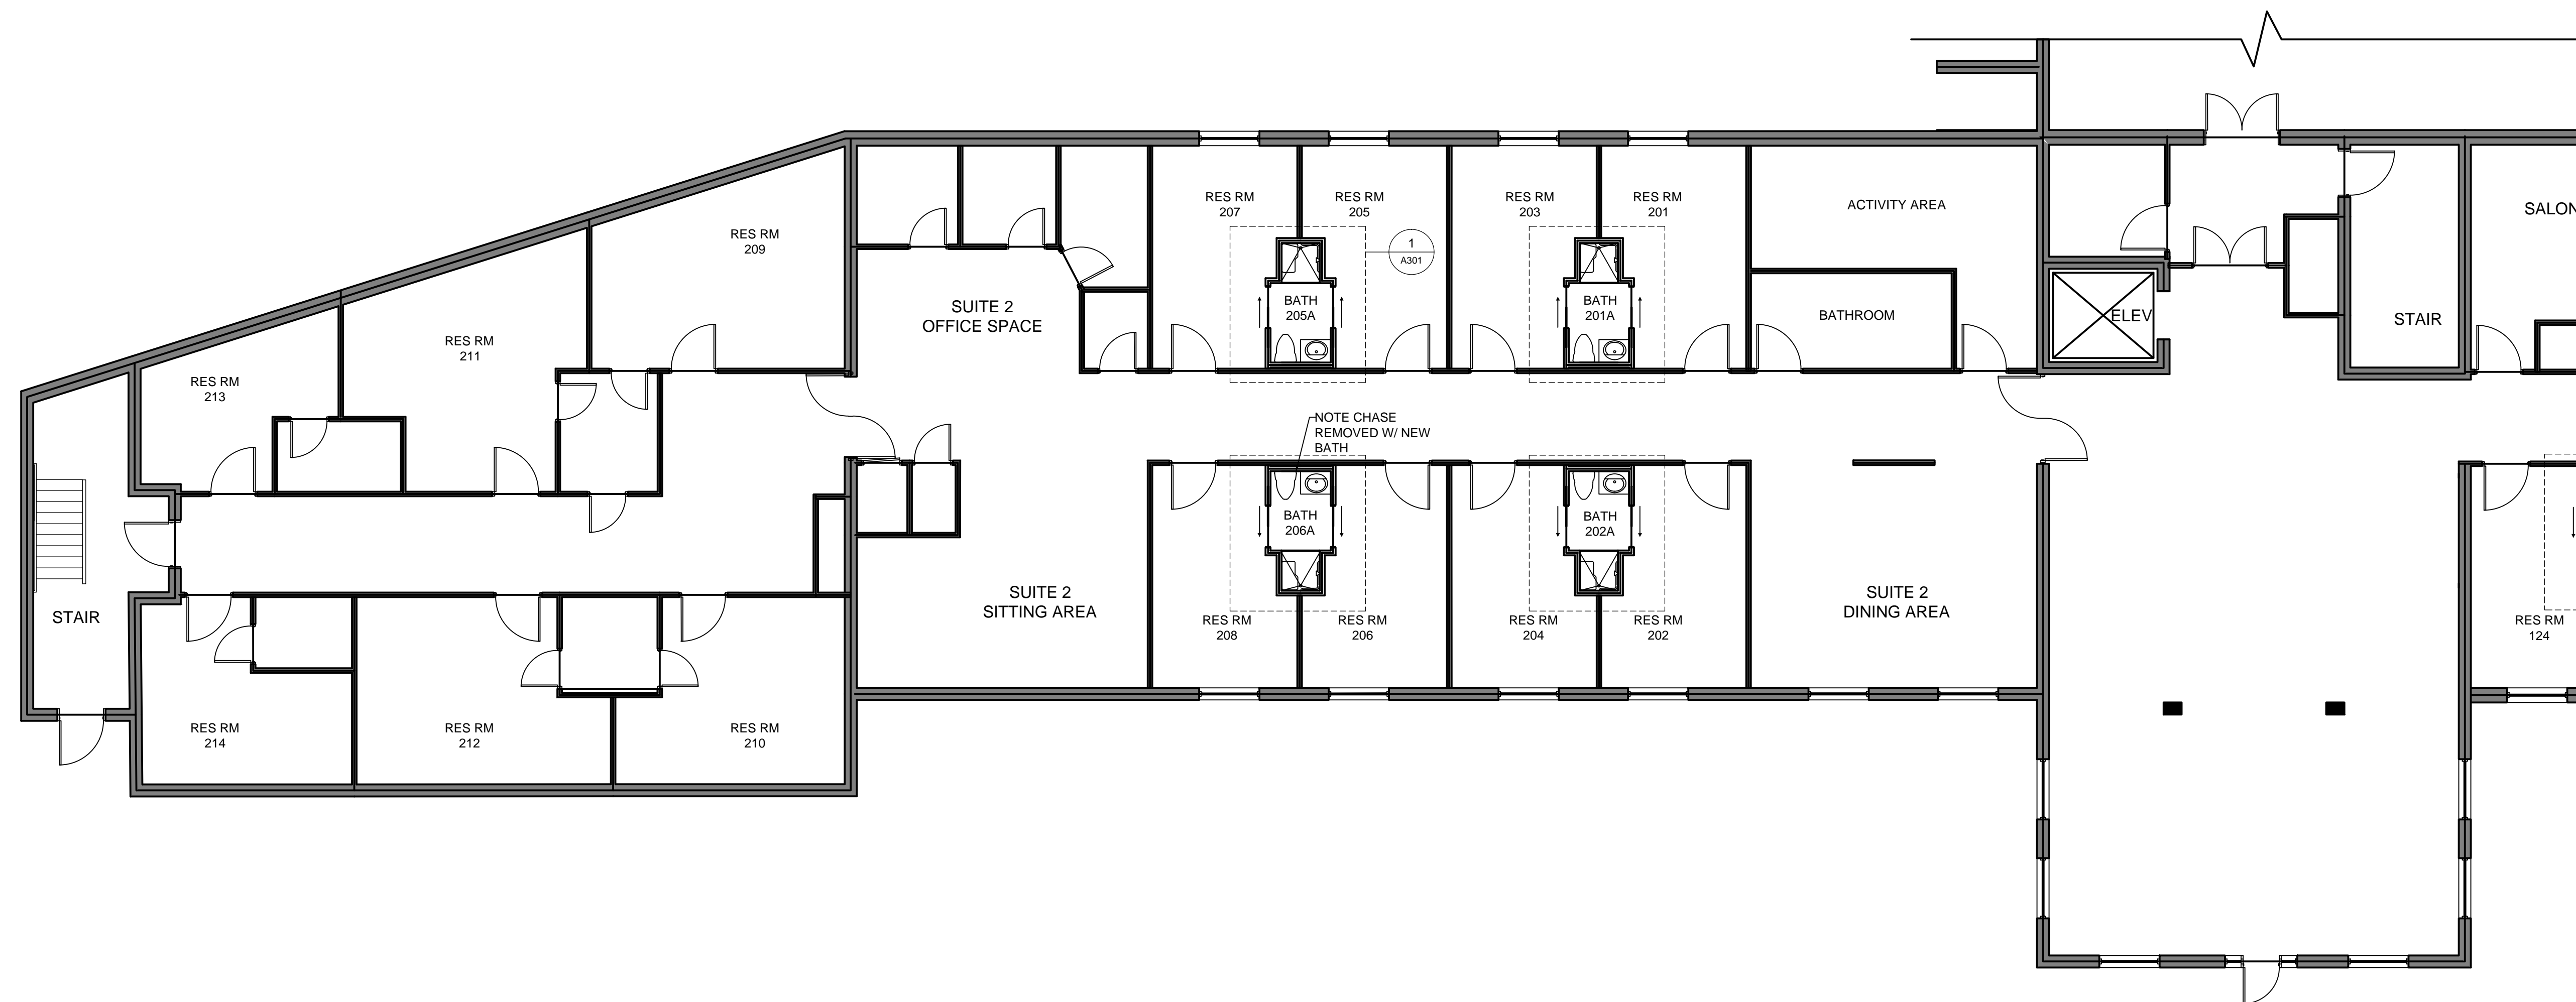 RES RM
207
RES RM
205
RES RM
203
RES RM
201
ACTIVITY AREA
SALON
RES RM
209
1
A301
SUITE 2
OFFICE SPACE
BATH
205A
BATH
201A
BATHROOM
ELEV
STAIR
RES RM
211
RES RM
213
NOTE CHASE
REMOVED W/ NEW
BATH
BATH
206A
BATH
202A
STAIR
SUITE 2
SITTING AREA
RES RM
208
RES RM
206
RES RM
204
RES RM
202
SUITE 2
DINING AREA
RES RM
124
RES RM
214
RES RM
212
RES RM
210